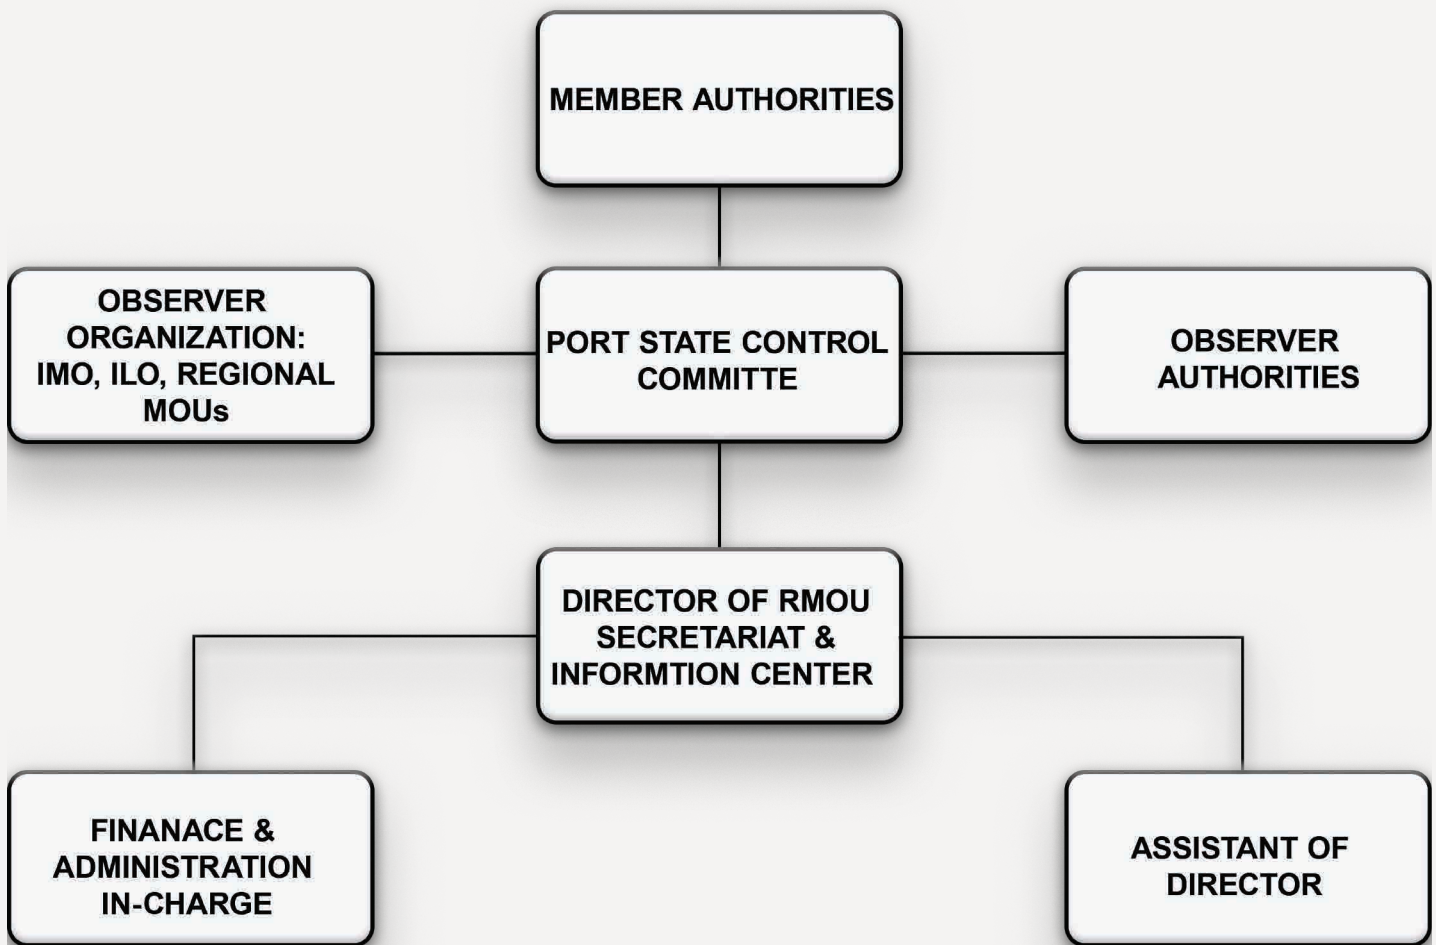 MEMBER AUTHORITIES
OBSERVER
ORGANIZATION:
IMO, ILO, REGIONAL
MOUs
PORT STATE CONTROL
COMMITTE
OBSERVER
AUTHORITIES
DIRECTOR OF RMOU
SECRETARIAT &
INFORMTION CENTER
FINANACE &
ADMINISTRATION
IN-CHARGE
ASSISTANT OF
DIRECTOR